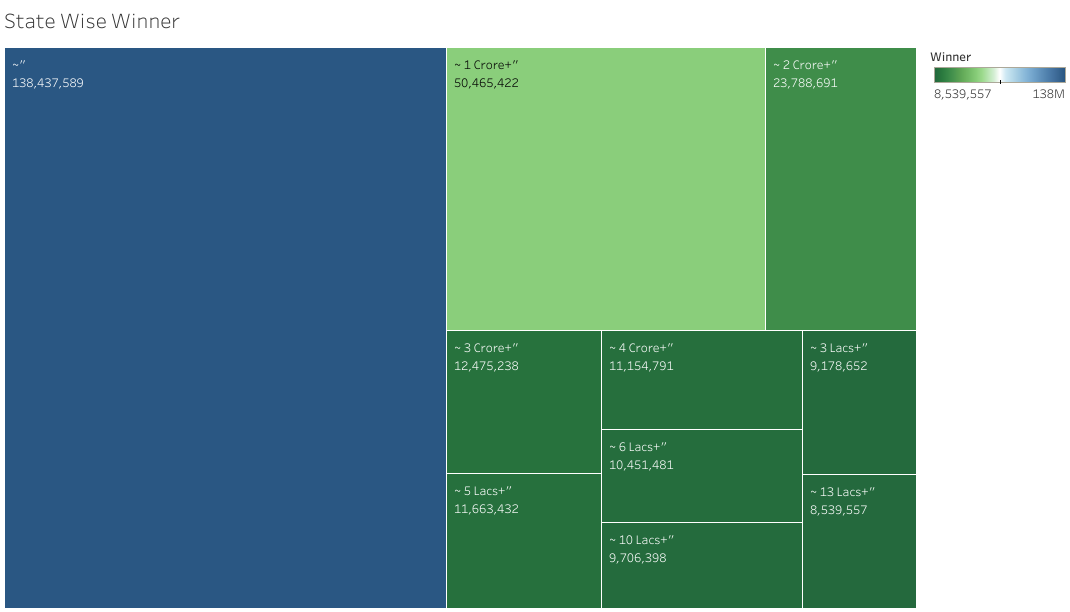 State Wise Winner
~"
138,437,589
~ 1 Crore+"
50,465,422
~ 2 Crore+"
23,788,691
~ 3 Crore+"
12,475,238
~ 4 Crore+"
11,154,791
~ 3 Lacs+"
9,178,652
~ 6 Lacs+"
10,451,481
~ 5 Lacs+"
11,663,432
~ 13 Lacs+"
8,539,557
~ 10 Lacs+"
9,706,398
Winner
8,539,557 138M